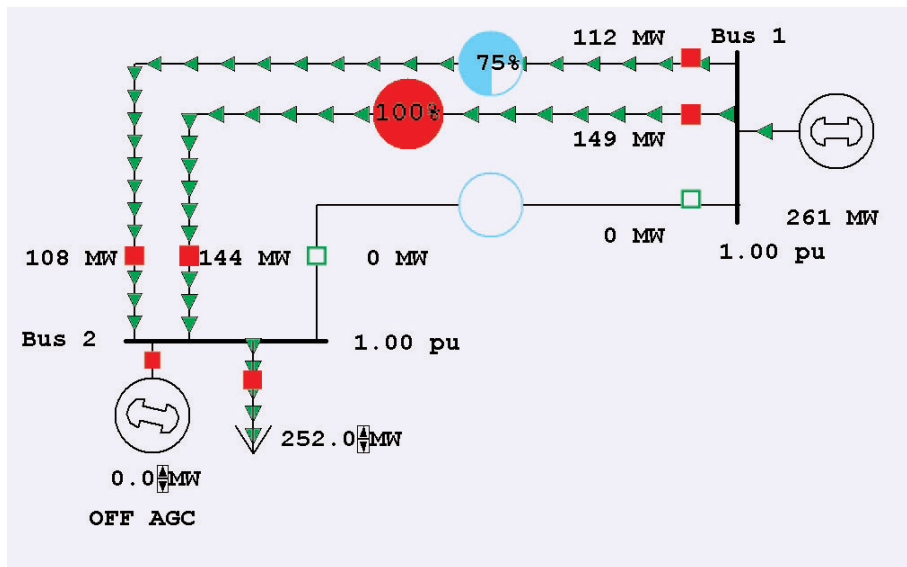 112 MW
Bus 1
75%
100%
149 MW
261 MW
0 MW
1.00 pu
108 MW
144 MW
0 MW
Bus 2
1.00 pu
252.0 MW
0.0 MW
OFF AGC